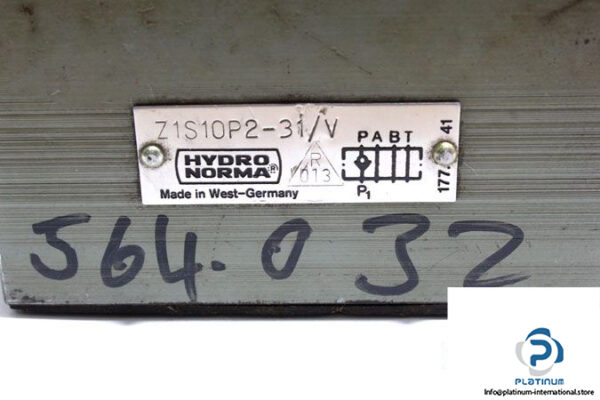 Z1S10P2-31/V
HYDRO
NORMA®
R
013
P A B T
P1
177/ 41
Made in West-Germany
564.032
PLATINUM
Info@platinum-international.store